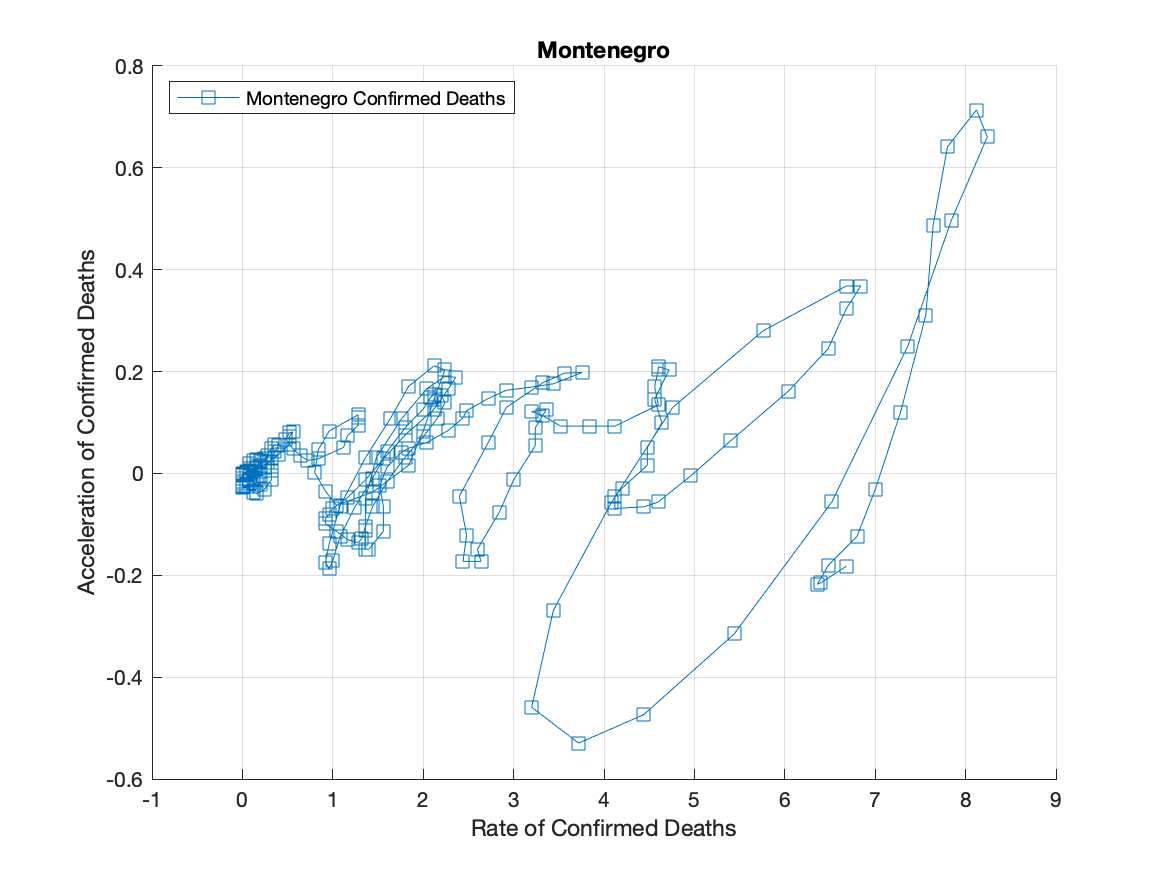 Montenegro
0.8
Montenegro Confirmed Deaths
0.6
0.4
0.2
0
-0.2
-0.4
-0.6
Acceleration of Confirmed Deaths
-1 0 1 2 3 4 5 6 7 8 9
Rate of Confirmed Deaths